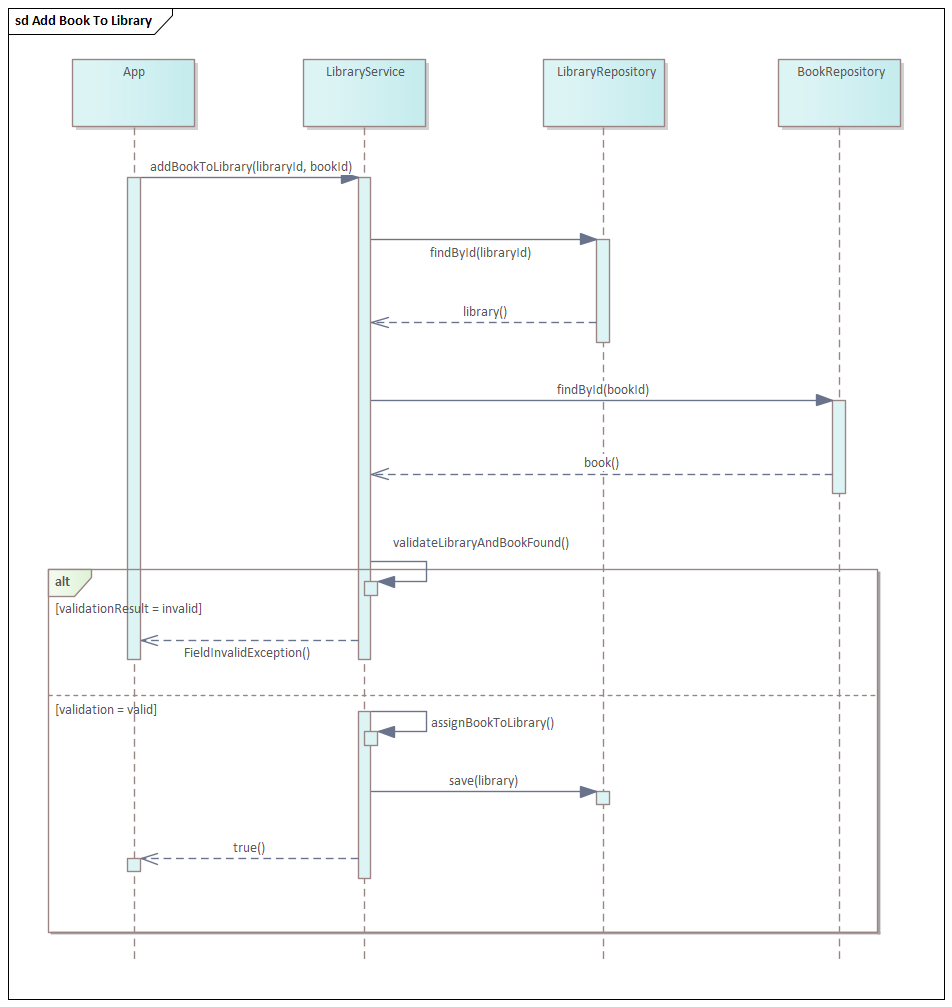 sd Add Book To Library
App
LibraryService
LibraryRepository
BookRepository
addBookToLibrary(libraryId, bookId)
findById(libraryId)
library()
findById(bookId)
book()
validateLibraryAndBookFound()
alt
[validationResult = invalid]
FieldInvalidException()
[validation = valid]
assignBookToLibrary()
save(library)
true()